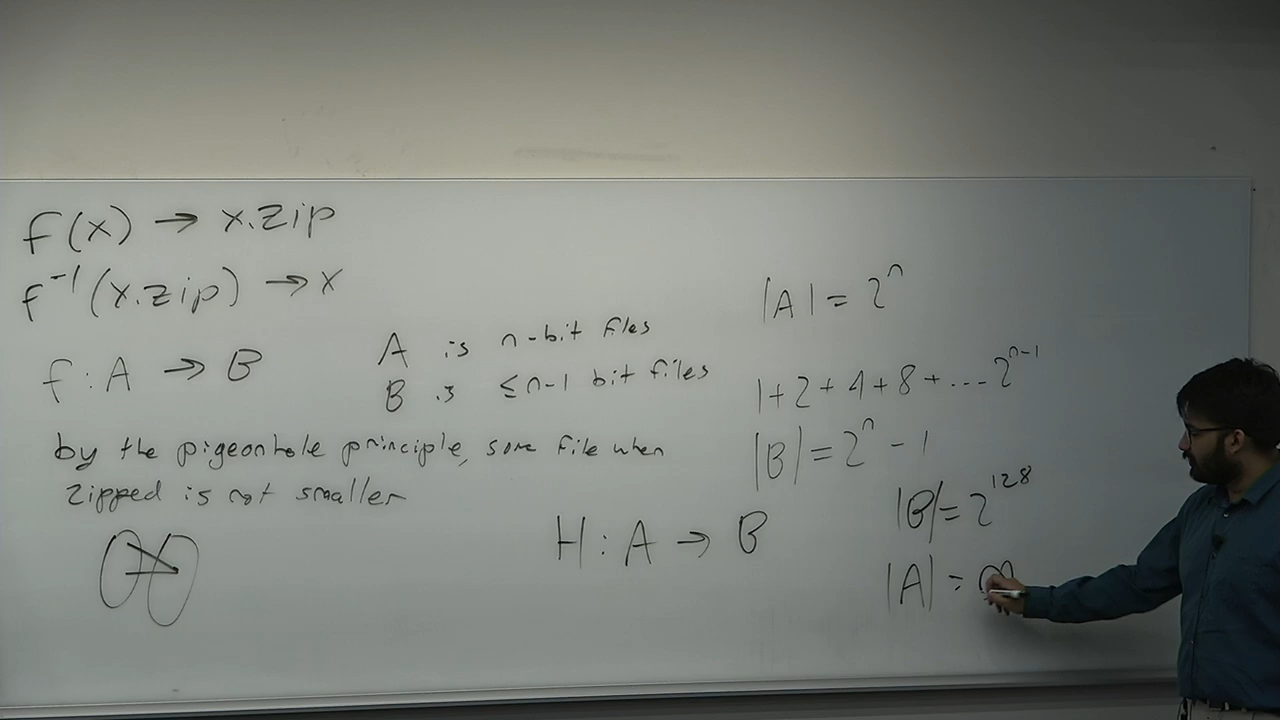 f(x) → x.zip
f⁻¹(x.zip) → x
f : A → B
A is n-bit files
B is ≤n-1 bit files
by the pigeonhole principle, some file when
zipped is not smaller
|A| = 2ⁿ
1+2+4+8+....2ⁿ⁻¹
|B| = 2ⁿ - 1
H : A → B
|B| = 2¹²⁸
|A| = ∞